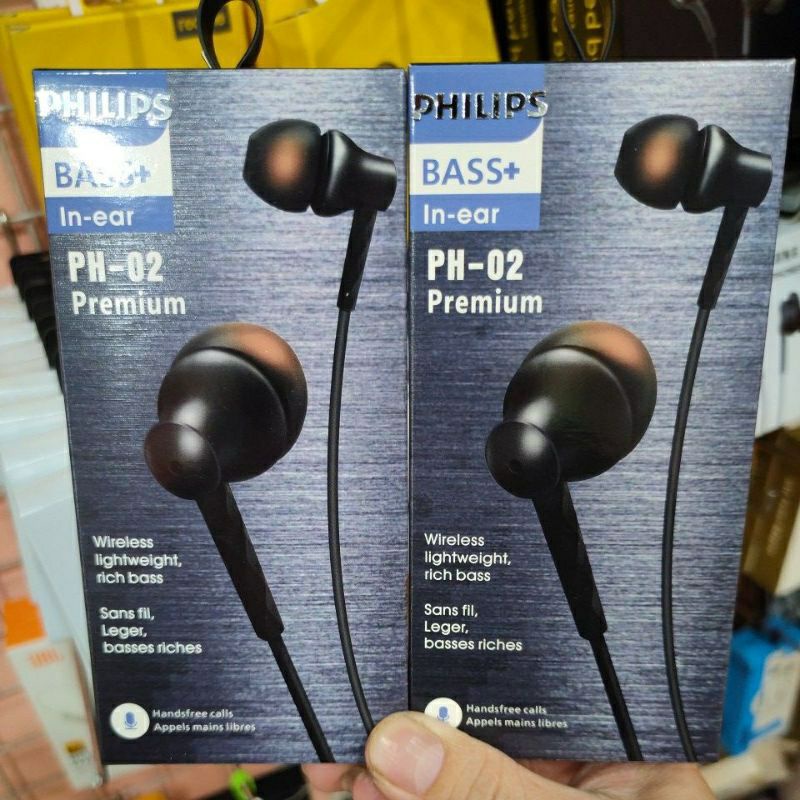 PHILIPS
BASS+
In-ear
PH-02
Premium
Wireless
lightweight,
rich bass
Sans fil,
Leger,
basses riches
Handsfree calls
Appels mains libres
PHILIPS
BASS+
In-ear
PH-02
Premium
Wireless
lightweight,
rich bass
Sans fil,
Leger,
basses riches
Handsfree calls
Appels mains libres
JBL